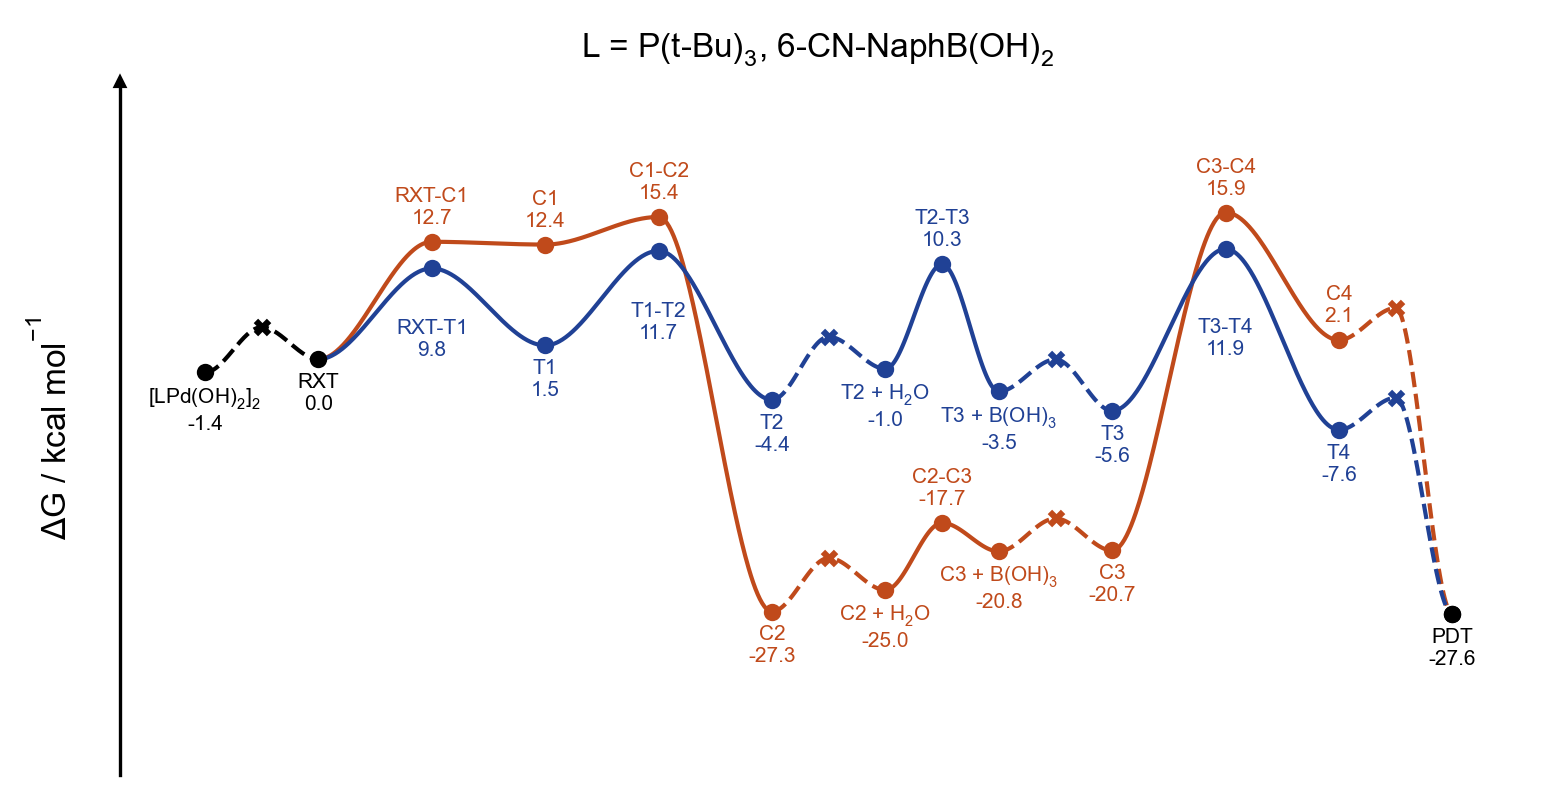 L = P(t-Bu)₃, 6-CN-NaphB(OH)₂
ΔG / kcal mol⁻¹
[LPd(OH)₂]₂
-1.4
RXT
0.0
RXT-C1
12.7
RXT-T1
9.8
C1
12.4
T1
1.5
C1-C2
15.4
T1-T2
11.7
T2
-4.4
C2
-27.3
T2 + H₂O
-1.0
C2 + H₂O
-25.0
T2-T3
10.3
C2-C3
-17.7
T3 + B(OH)₃
-3.5
C3 + B(OH)₃
-20.8
T3
-5.6
C3
-20.7
C3-C4
15.9
T3-T4
11.9
C4
2.1
T4
-7.6
PDT
-27.6